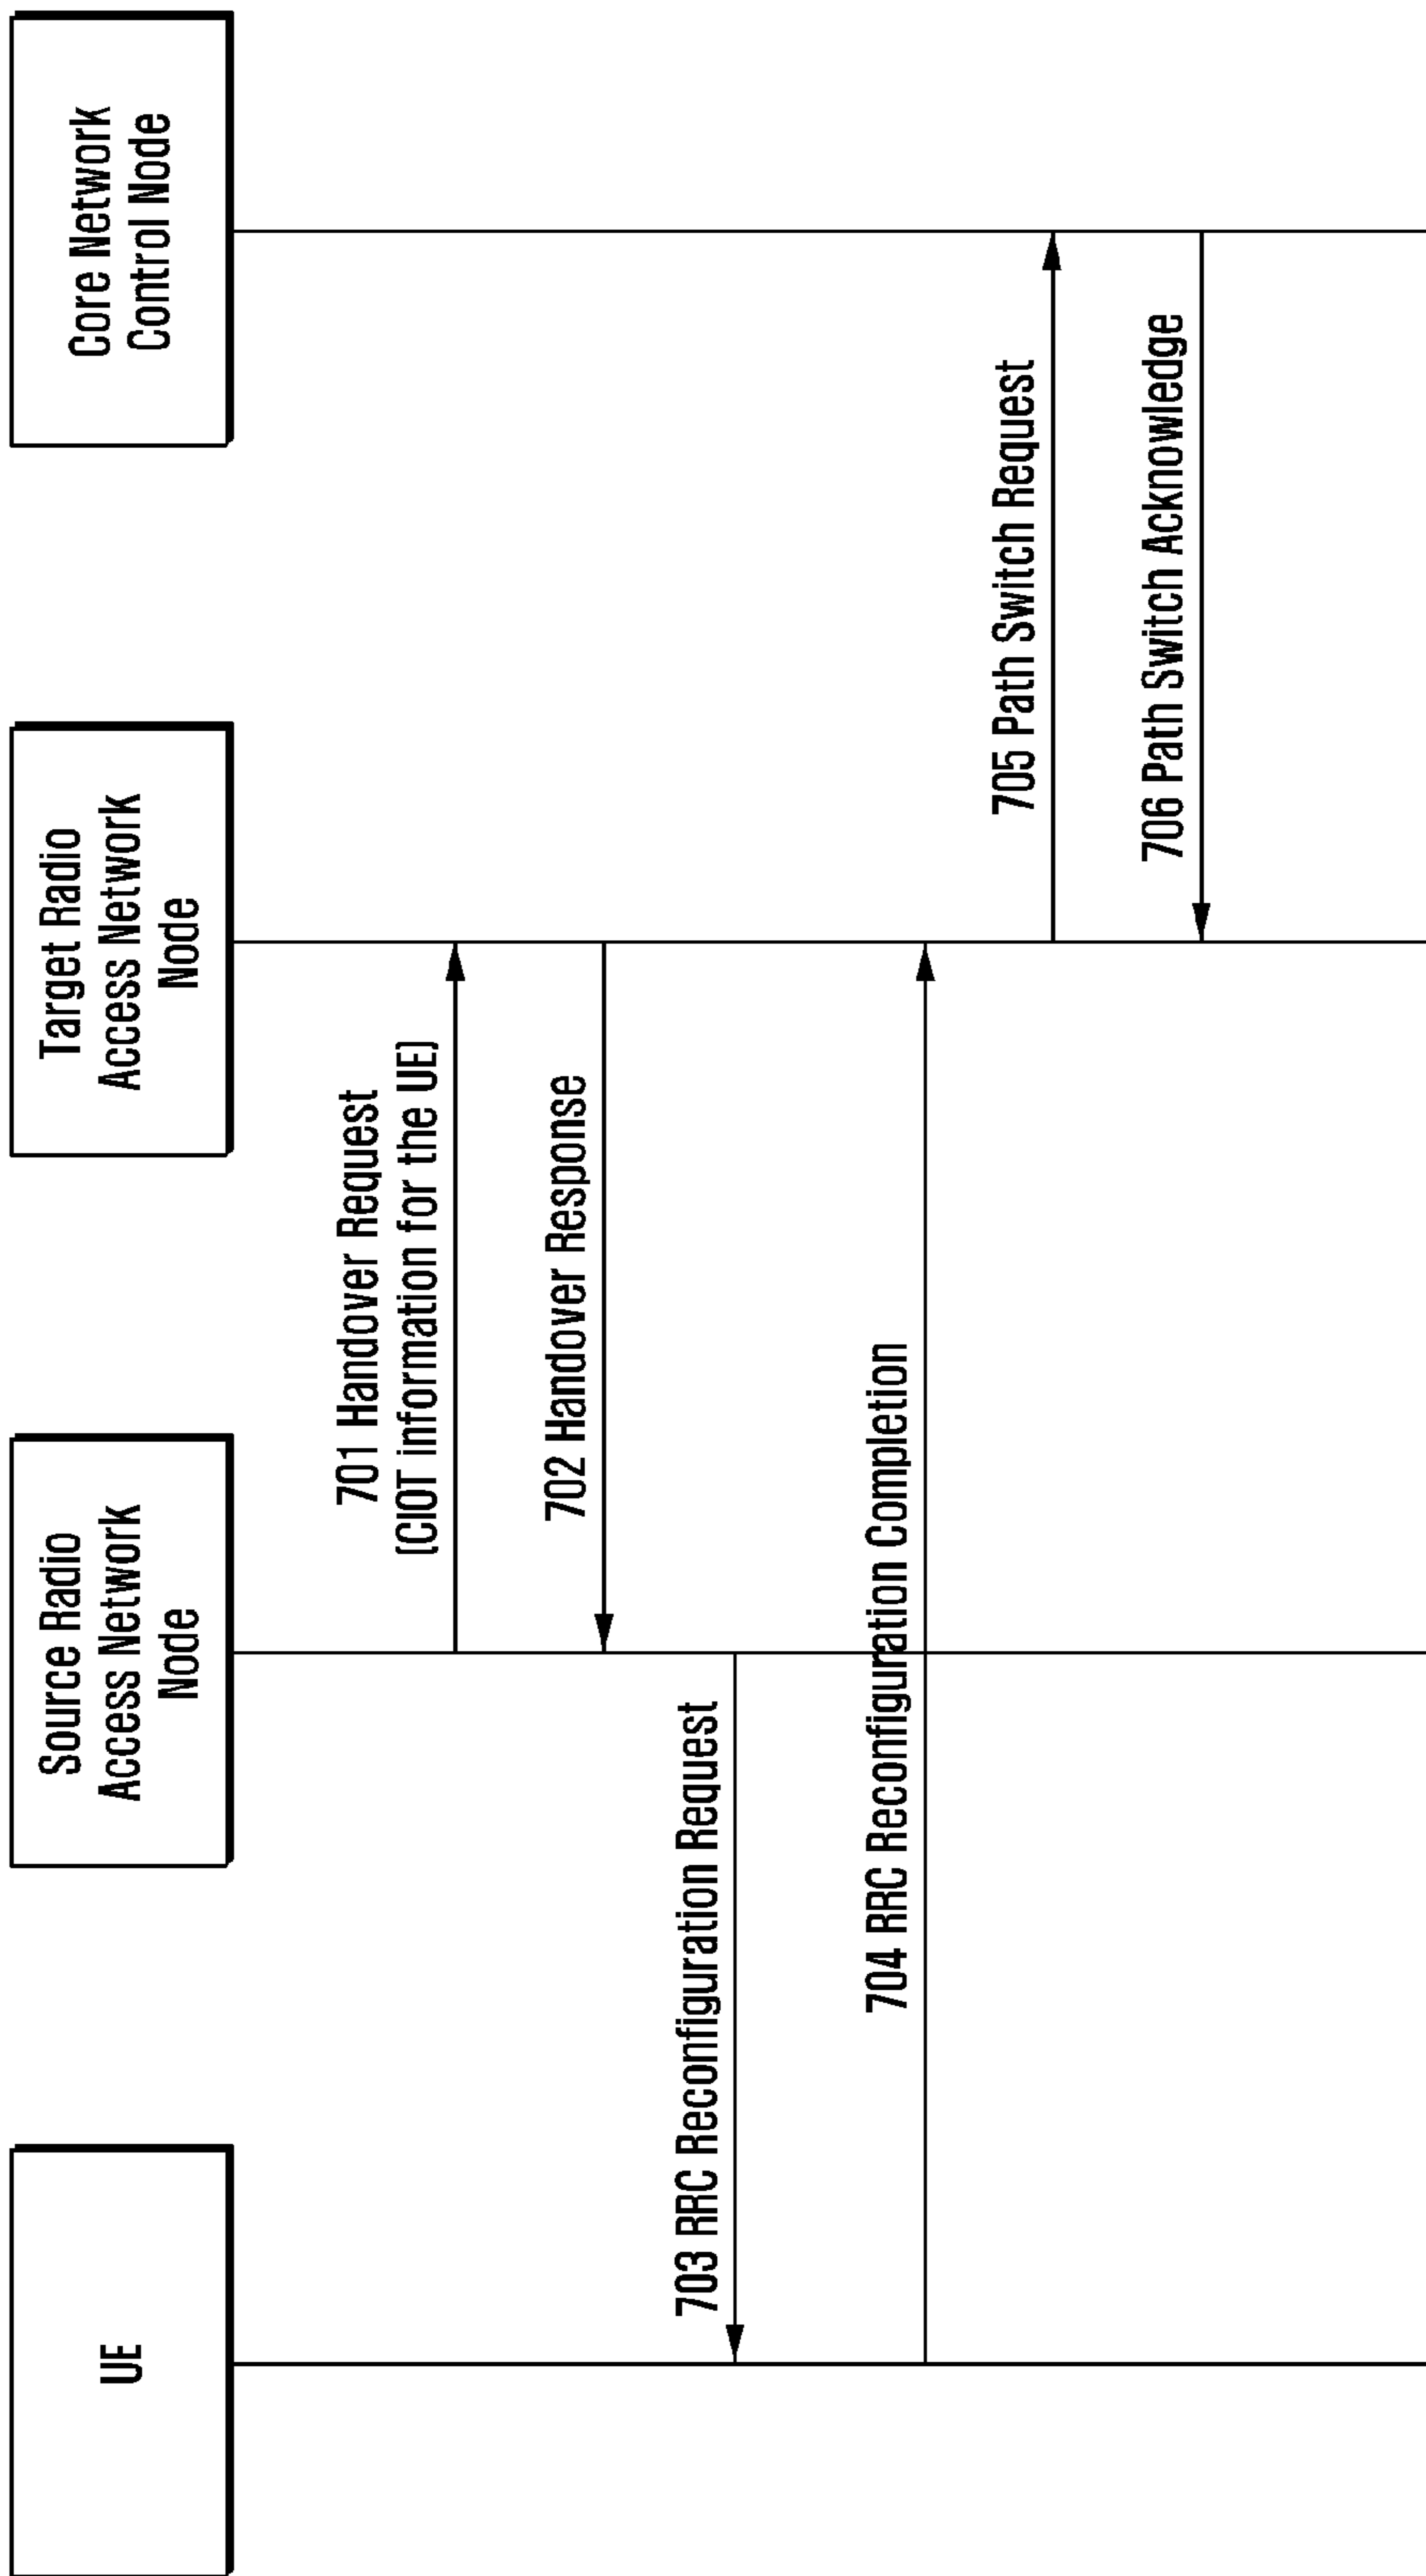 UE
Source Radio
Access Network
Node
Target Radio
Access Network
Node
Core Network
Control Node
701 Handover Request
(CIOT information for the UE)
702 Handover Response
703 RRC Reconfiguration Request
704 RRC Reconfiguration Completion
705 Path Switch Request
706 Path Switch Acknowledge